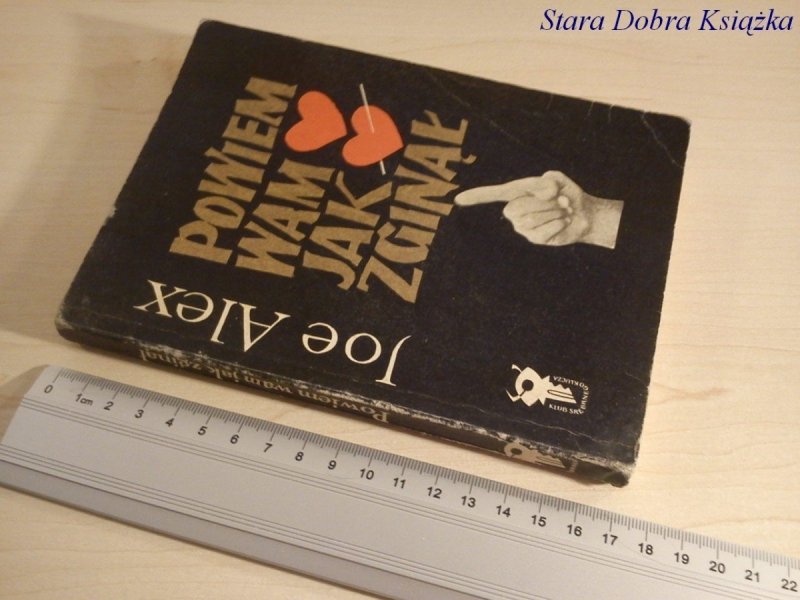 Stara Dobra Książka
POWIEM
WAM
JAK
ZGINĄŁ
Joe Alex
KLUB SREBRNEGO KLUCZA
Powiem wam jak zginął
0 1cm 2 3 4 5 6 7 8 9 10 11 12 13 14 15 16 17 18 19 20 21 22